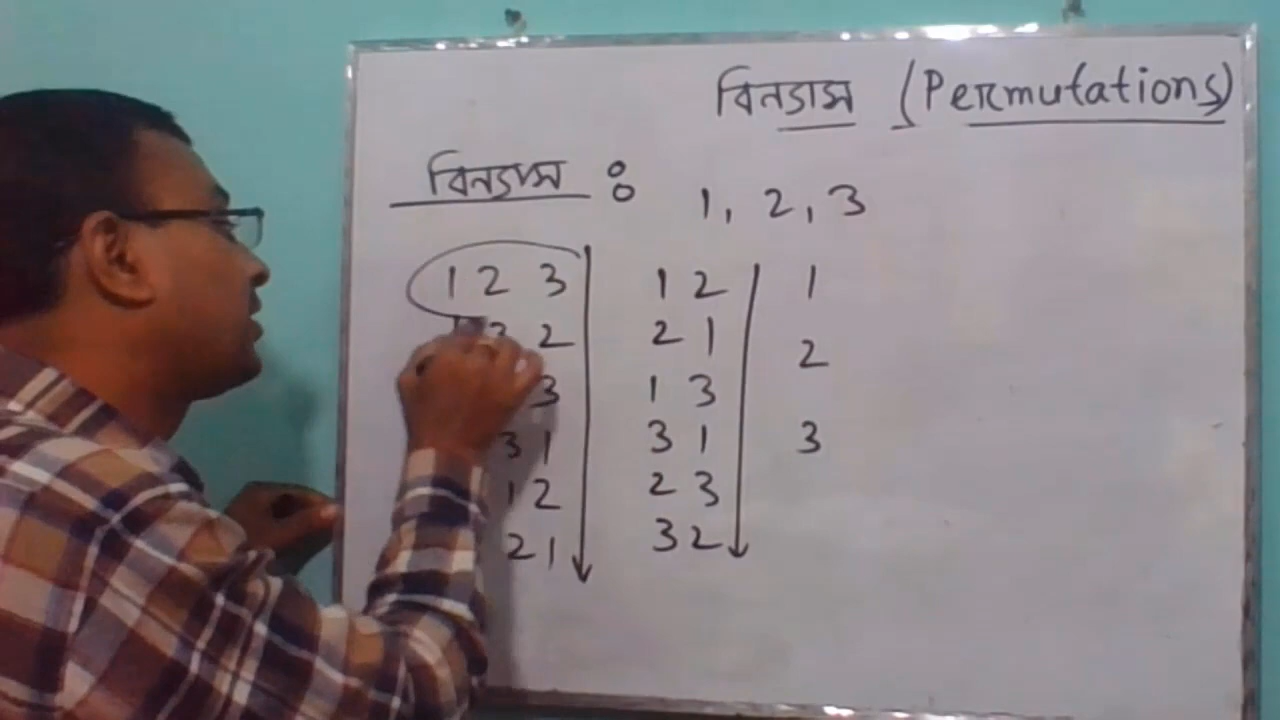 বিন্যাস (Permutations)
বিন্যাস : 1, 2, 3
1 2 3 1 2 1
3 2 2 1 2
3 1 3
3 1 3 1 3
1 2 2 3
2 1 3 2